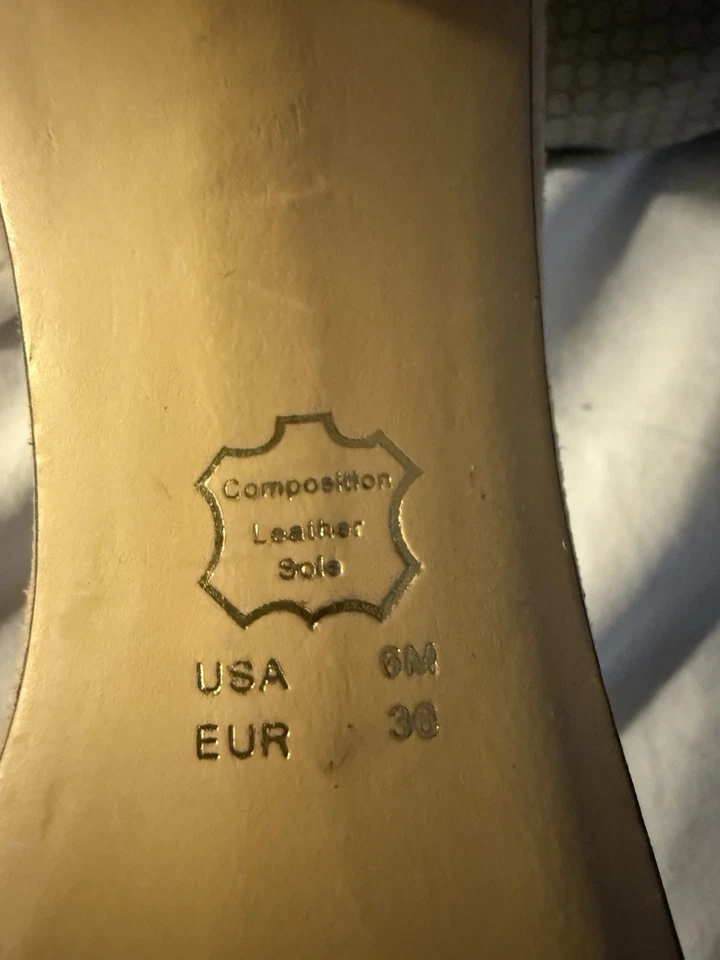 Composition
Leather
Sole
USA 6M
EUR 36